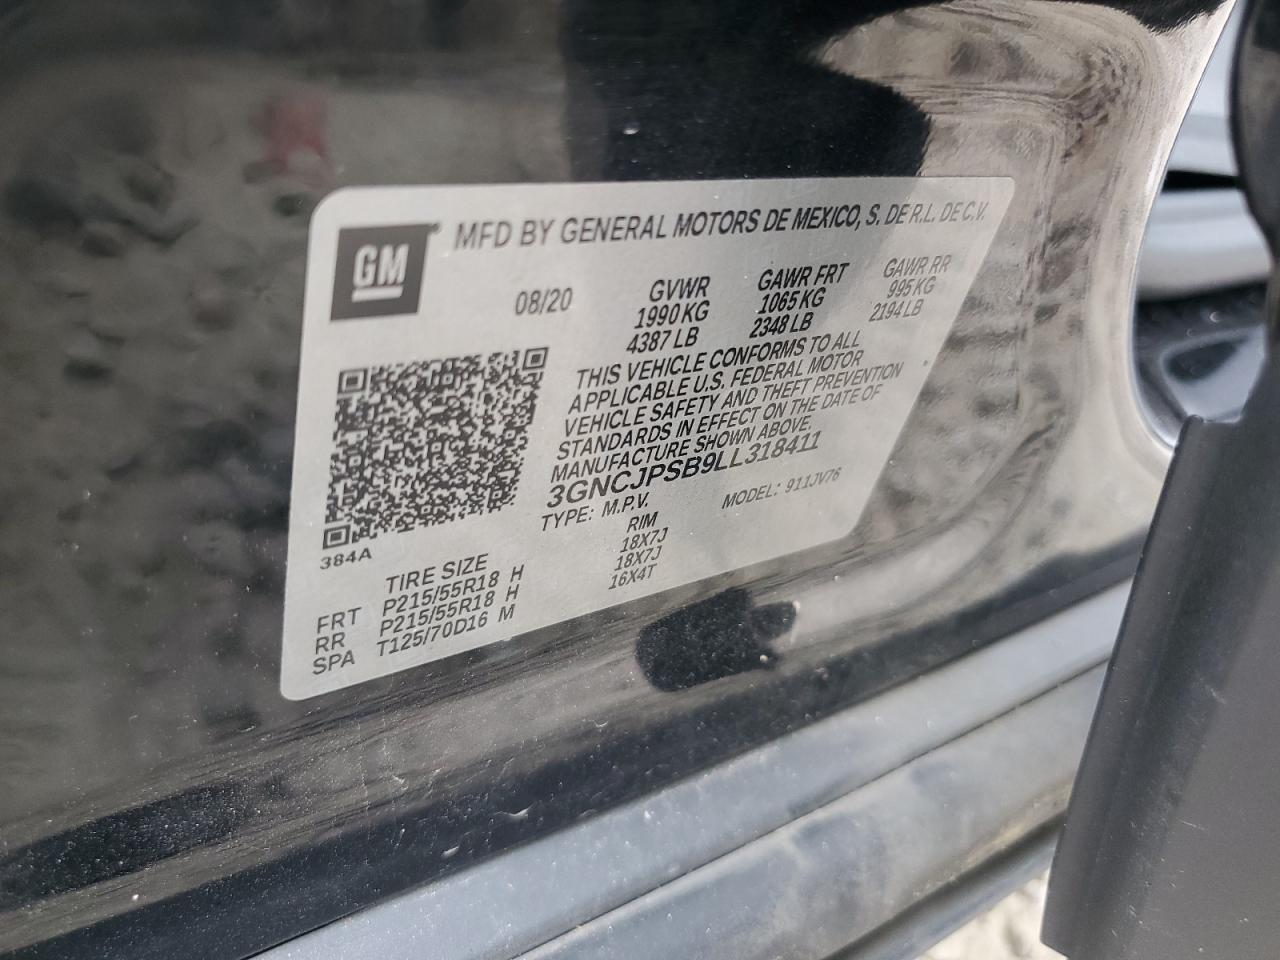 GM
MFD BY GENERAL MOTORS DE MEXICO, S. DE R.L. DE C.V.
08/20 GVWR GAWR FRT GAWR RR
1990 KG 1065 KG 995 KG
4387 LB 2348 LB 2194 LB
THIS VEHICLE CONFORMS TO ALL
APPLICABLE U.S. FEDERAL MOTOR
VEHICLE SAFETY AND THEFT PREVENTION
STANDARDS IN EFFECT ON THE DATE OF
MANUFACTURE SHOWN ABOVE.
3GNCJPSB9LL318411
TYPE: M.P.V. MODEL: 911JV76
384A
TIRE SIZE RIM
FRT P215/55R18 H 18X7J
RR P215/55R18 H 18X7J
SPA T125/70D16 M 16X4T